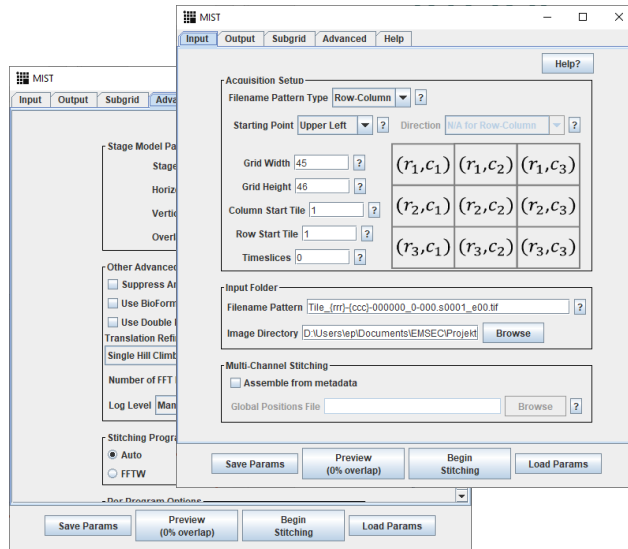 MIST
Input Output Subgrid Advanced Help
Help?
Acquisition Setup
Filename Pattern Type Row-Column ?
Starting Point Upper Left ? Direction N/A for Row-Column ?
Grid Width 45 ?
Grid Height 46 ?
Column Start Tile 1 ?
Row Start Tile 1 ?
Timeslices 0 ?
(r₁,c₁) (r₁,c₂) (r₁,c₃)
(r₂,c₁) (r₂,c₂) (r₂,c₃)
(r₃,c₁) (r₃,c₂) (r₃,c₃)
Input Folder
Filename Pattern Tile_{rrr}-{ccc}-000000_0-000.s0001_e00.tif
Image Directory D:\Users\ep\Documents\EMSEC\Projekt Browse
Multi-Channel Stitching
Assemble from metadata
Global Positions File Browse ?
Save Params Preview (0% overlap) Begin Stitching Load Params
MIST
Input Output Subgrid Adva
Stage Model Pa
Stage
Horiz
Vertic
Overla
Other Advanced
Suppress
Use BioForm
Use Double
Translation Refi
Single Hill Climb
Number of FFT
Log Level Man
Stitching Progra
Auto
FFTW
Per Program Options
Save Params Preview (0% overlap) Begin Stitching Load Params